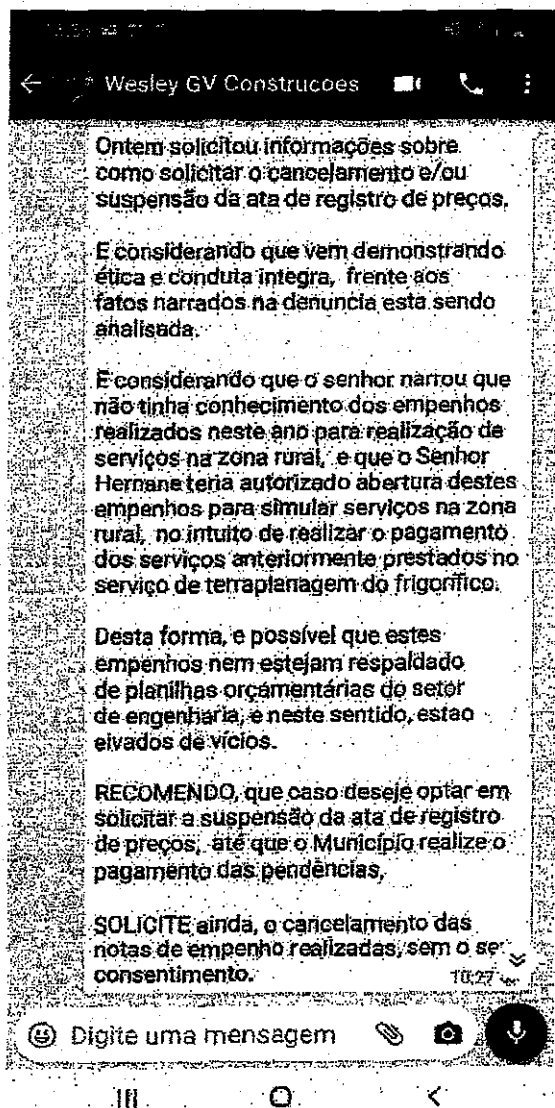 Wesley GV Construcoes
Ontem solicitou informações sobre
como solicitar o cancelamento e/ou
suspensão da ata de registro de preços.
E considerando que vem demonstrando
ética e conduta integra, frente aos
fatos narrados na denuncia esta sendo
analisada.
E considerando que o senhor narrou que
não tinha conhecimento dos empenhos
realizados neste ano para realização de
serviços na zona rural, e que o Senhor
Hernane teria autorizado abertura destes
empenhos para simular serviços na zona
rural, no intuito de realizar o pagamento
dos serviços anteriormente prestados no
serviço de terraplanagem do frigorífico.
Desta forma, e possível que estes
empenhos nem estejam respaldado
de planilhas orçamentárias do setor
de engenharia, e neste sentido, estao
eivados de vícios.
RECOMENDO, que caso deseje optar em
solicitar a suspensão da ata de registro
de preços, até que o Município realize o
pagamento das pendências,
SOLICITE ainda, o cancelamento das
notas de empenho realizadas, sem o se
consentimento.
10:27
Digite uma mensagem